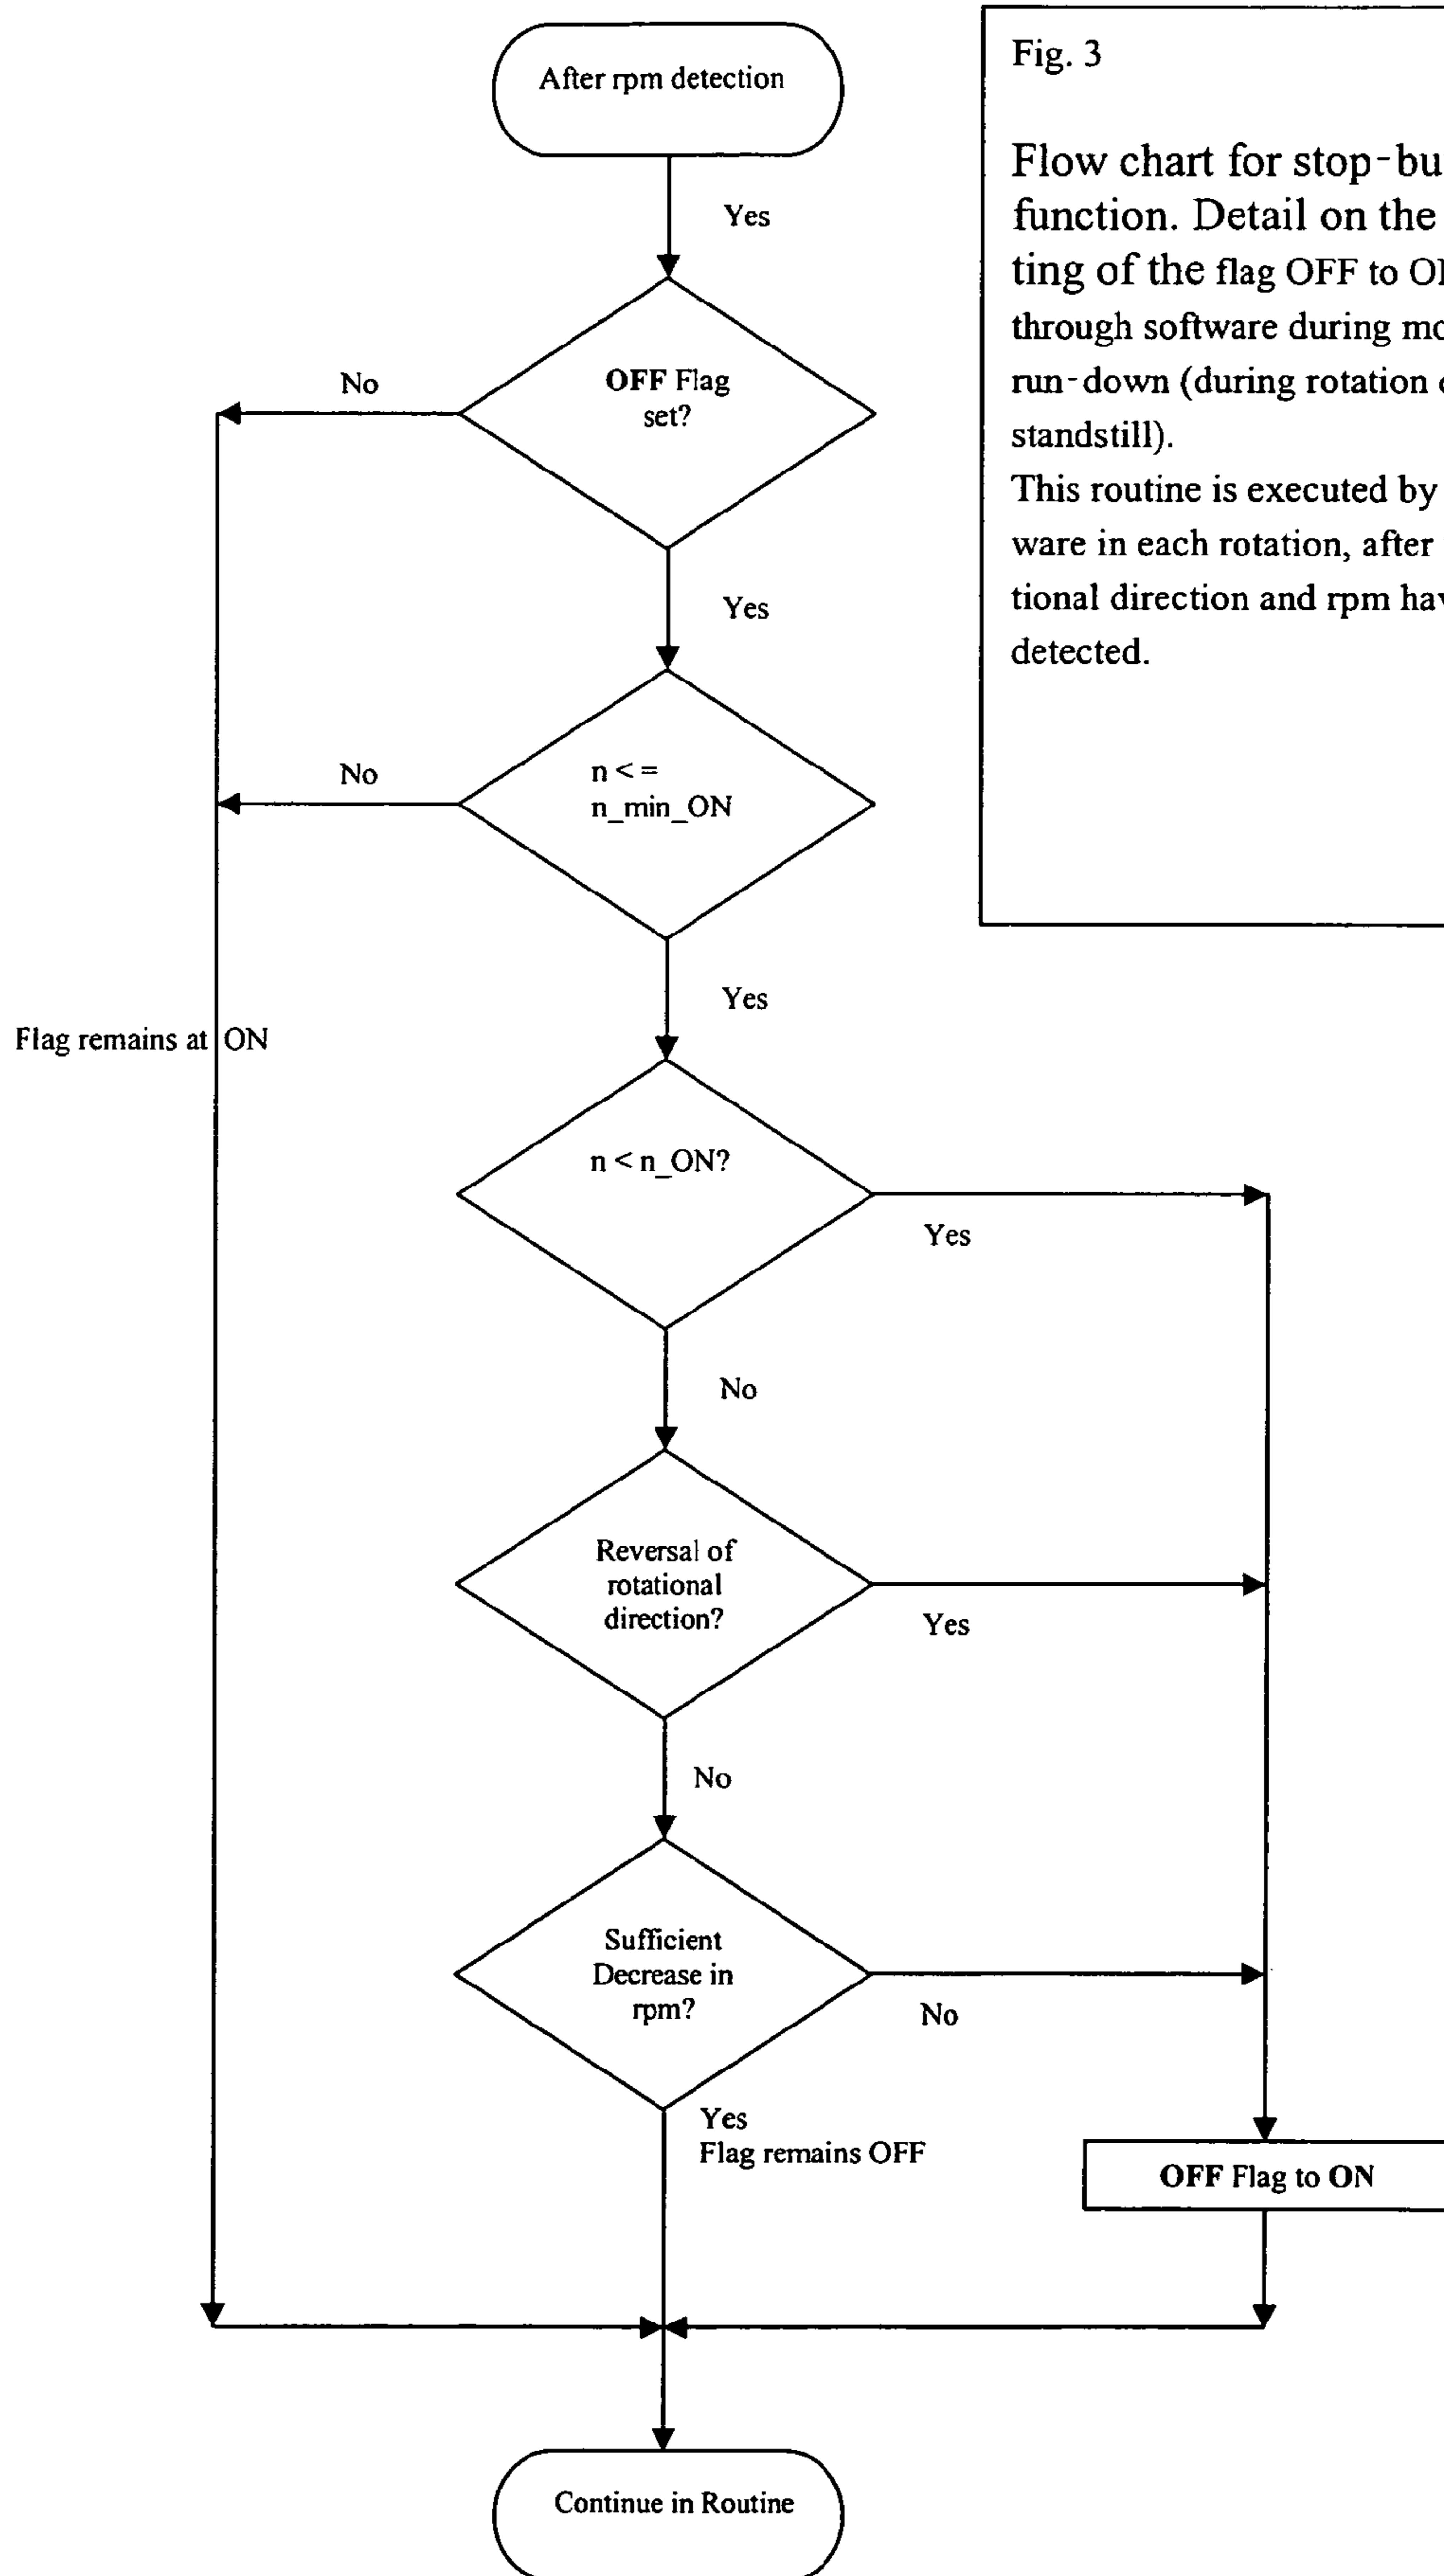 After rpm detection
Fig. 3
Flow chart for stop-bu
function. Detail on the
ting of the flag OFF to
through software during
run-down (during rotation
standstill).
This routine is executed by
ware in each rotation, after
tional direction and rpm
detected.
Yes
OFF Flag
set?
No
Yes
n < =
n_min_ON
No
Yes
Flag remains at ON
n < n_ON?
Yes
No
Reversal of
rotational
direction?
Yes
No
Sufficient
Decrease in
rpm?
No
Yes
Flag remains OFF
OFF Flag to ON
Continue in Routine